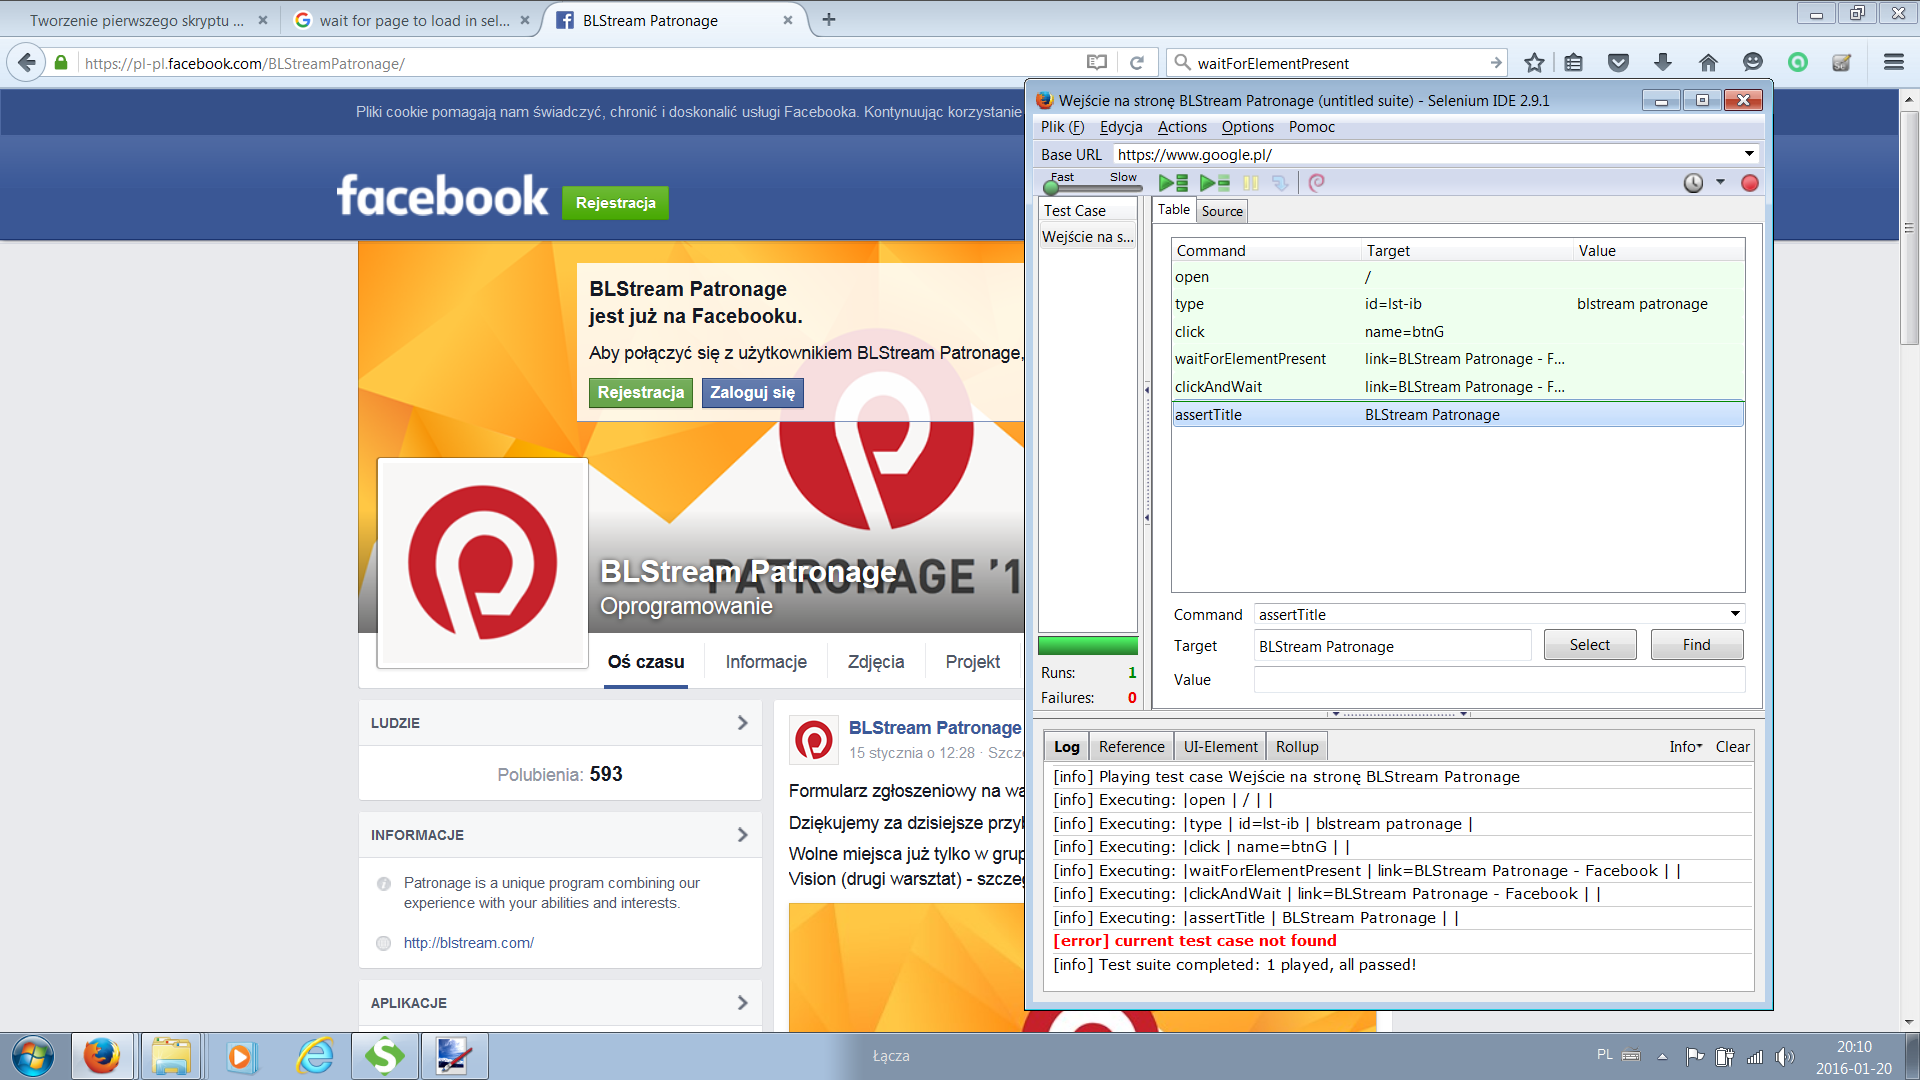 Tworzenie pierwszego skryptu ...
wait for page to load in sel...
BLStream Patronage
https://pl-pl.facebook.com/BLStreamPatronage/
waitForElementPresent
Pliki cookie pomagają nam świadczyć, chronić i doskonalić usługi Facebooka. Kontynuując korzystanie
facebook
Rejestracja
BLStream Patronage
jest już na Facebooku.
Aby połączyć się z użytkownikiem BLStream Patronage,
Rejestracja
Zaloguj się
PATRONAGE '1
BLStream Patronage
Oprogramowanie
Oś czasu
Informacje
Zdjęcia
Projekt
LUDZIE
Polubienia: 593
INFORMACJE
Patronage is a unique program combining our
experience with your abilities and interests.
http://blstream.com/
APLIKACJE
BLStream Patronage
15 stycznia o 12:28 · Szcze
Formularz zgłoszeniowy na wa
Dziękujemy za dzisiejsze przyb
Wolne miejsca już tylko w grup
Vision (drugi warsztat) - szczeg
Wejście na stronę BLStream Patronage (untitled suite) - Selenium IDE 2.9.1
Plik (F) Edycja Actions Options Pomoc
Base URL https://www.google.pl/
Fast Slow
Test Case
Wejście na s...
Table Source
Command Target Value
open /
type id=lst-ib blstream patronage
click name=btnG
waitForElementPresent link=BLStream Patronage - F...
clickAndWait link=BLStream Patronage - F...
assertTitle BLStream Patronage
Command assertTitle
Target BLStream Patronage Select Find
Value
Runs: 1
Failures: 0
Log Reference UI-Element Rollup Info Clear
[info] Playing test case Wejście na stronę BLStream Patronage
[info] Executing: |open | / | |
[info] Executing: |type | id=lst-ib | blstream patronage |
[info] Executing: |click | name=btnG | |
[info] Executing: |waitForElementPresent | link=BLStream Patronage - Facebook | |
[info] Executing: |clickAndWait | link=BLStream Patronage - Facebook | |
[info] Executing: |assertTitle | BLStream Patronage | |
[error] current test case not found
[info] Test suite completed: 1 played, all passed!
Łącza
PL
20:10
2016-01-20